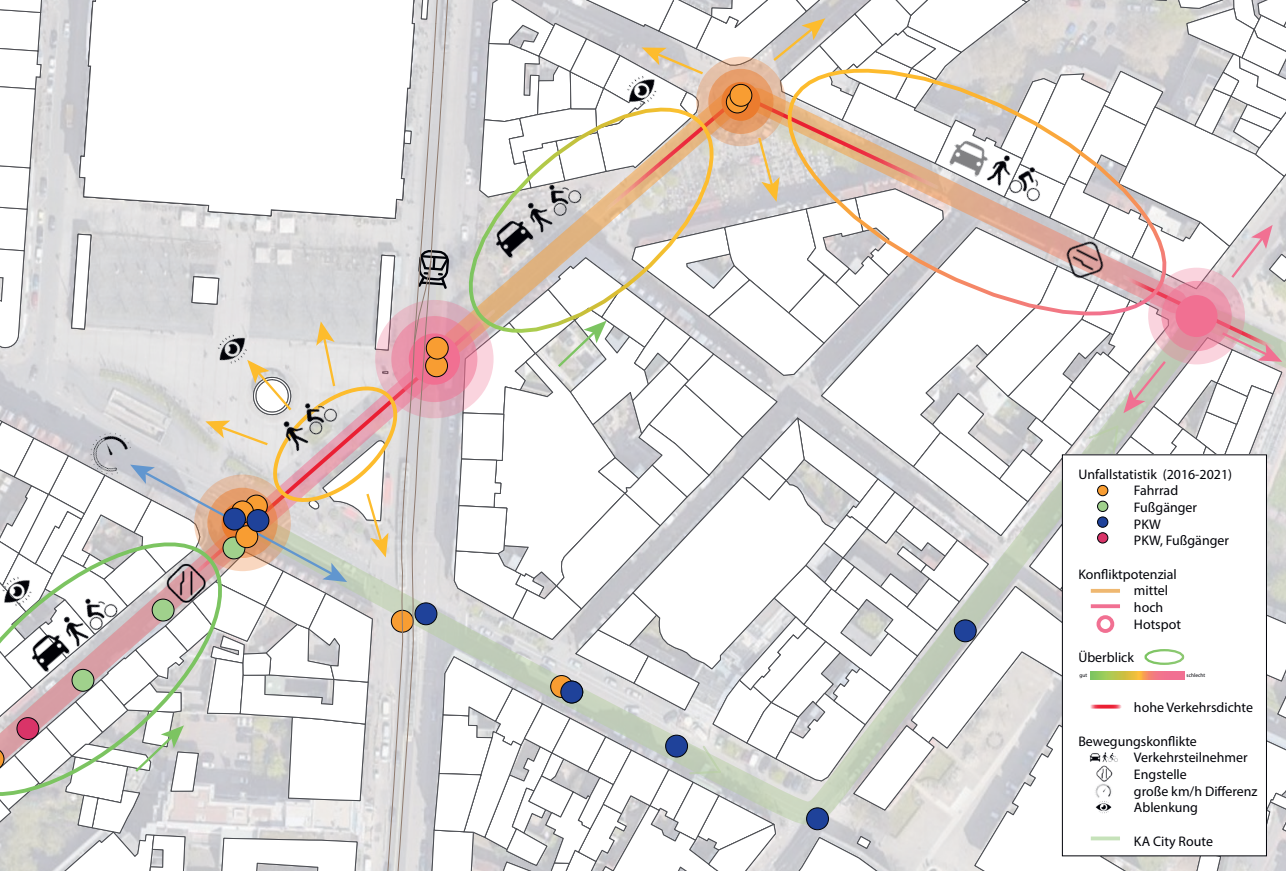 Unfallstatistik (2016-2021)
Fahrrad
Fußgänger
PKW
PKW, Fußgänger
Konfliktpotenzial
mittel
hoch
Hotspot
Überblick
gut schlecht
hohe Verkehrsdichte
Bewegungskonflikte
Verkehrsteilnehmer
Engstelle
große km/h Differenz
Ablenkung
KA City Route